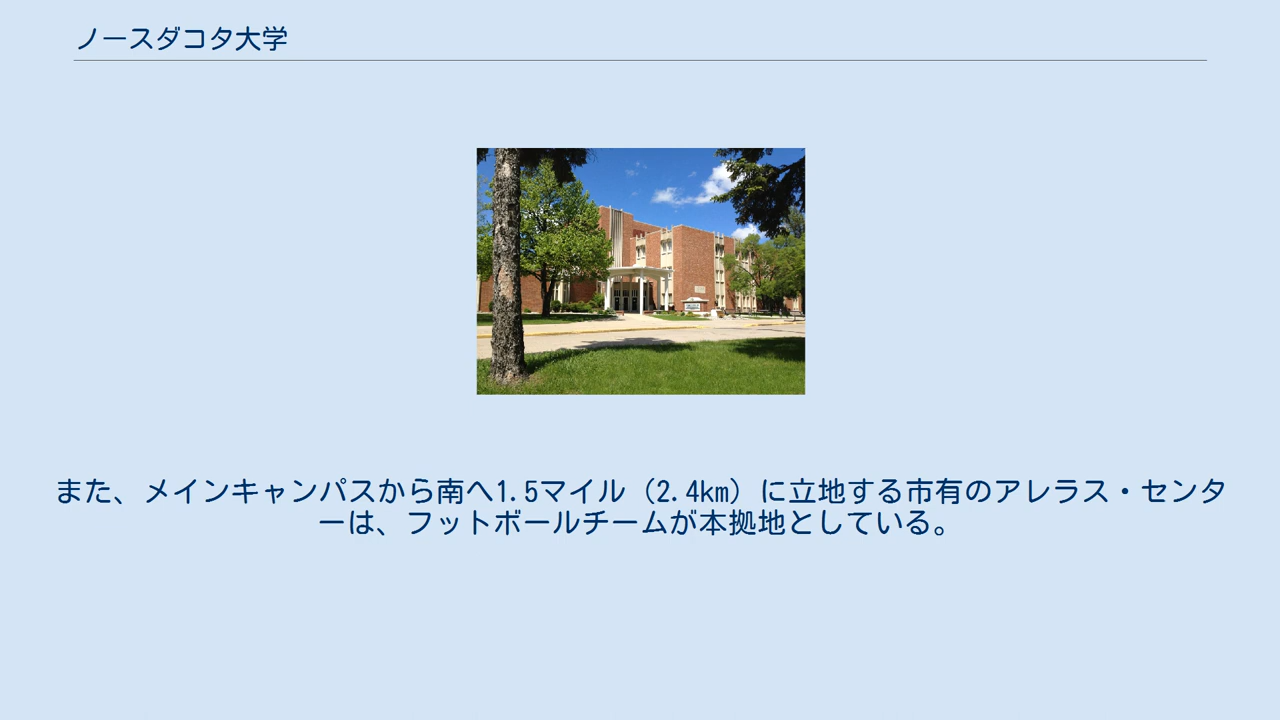 ノースダコタ大学
また、メインキャンパスから南へ1.5マイル（2.4km）に立地する市有のアレラス・センタ
ーは、フットボールチームが本拠地としている。